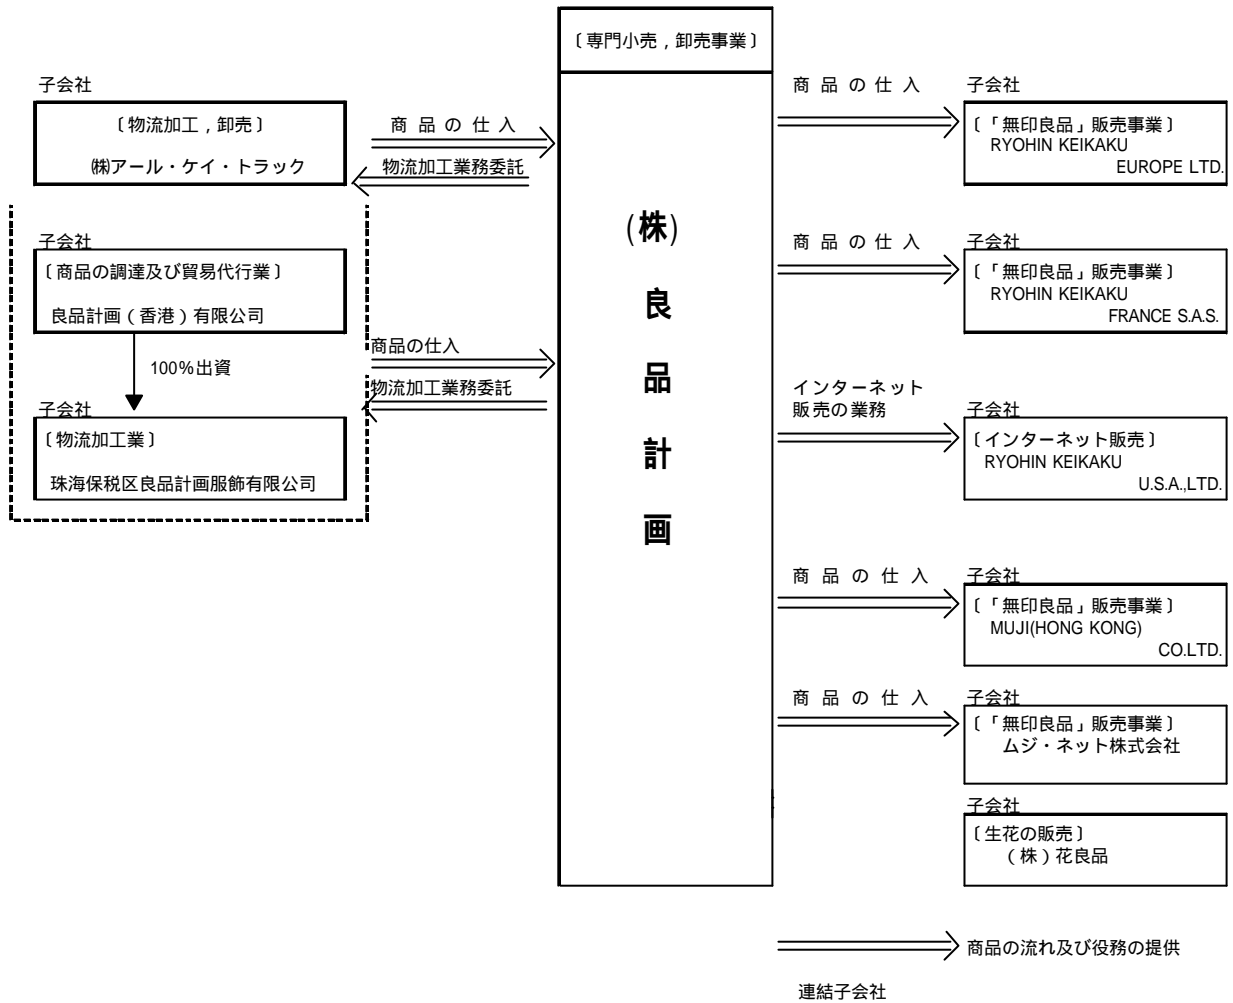 〔専門小売，卸売事業〕
(株)
良
品
計
画
子会社
〔物流加工，卸売〕
㈱アール・ケイ・トラック
商品の仕入
物流加工業務委託
子会社
〔商品の調達及び貿易代行業〕
良品計画（香港）有限公司
100%出資
商品の仕入
物流加工業務委託
子会社
〔物流加工業〕
珠海保税区良品計画服飾有限公司
商品の仕入
子会社
〔「無印良品」販売事業〕
RYOHIN KEIKAKU
EUROPE LTD.
商品の仕入
子会社
〔「無印良品」販売事業〕
RYOHIN KEIKAKU
FRANCE S.A.S.
インターネット
販売の業務
子会社
〔インターネット販売〕
RYOHIN KEIKAKU
U.S.A.,LTD.
商品の仕入
子会社
〔「無印良品」販売事業〕
MUJI(HONG KONG)
CO.LTD.
商品の仕入
子会社
〔「無印良品」販売事業〕
ムジ・ネット株式会社
子会社
〔生花の販売〕
（株）花良品
商品の流れ及び役務の提供
連結子会社